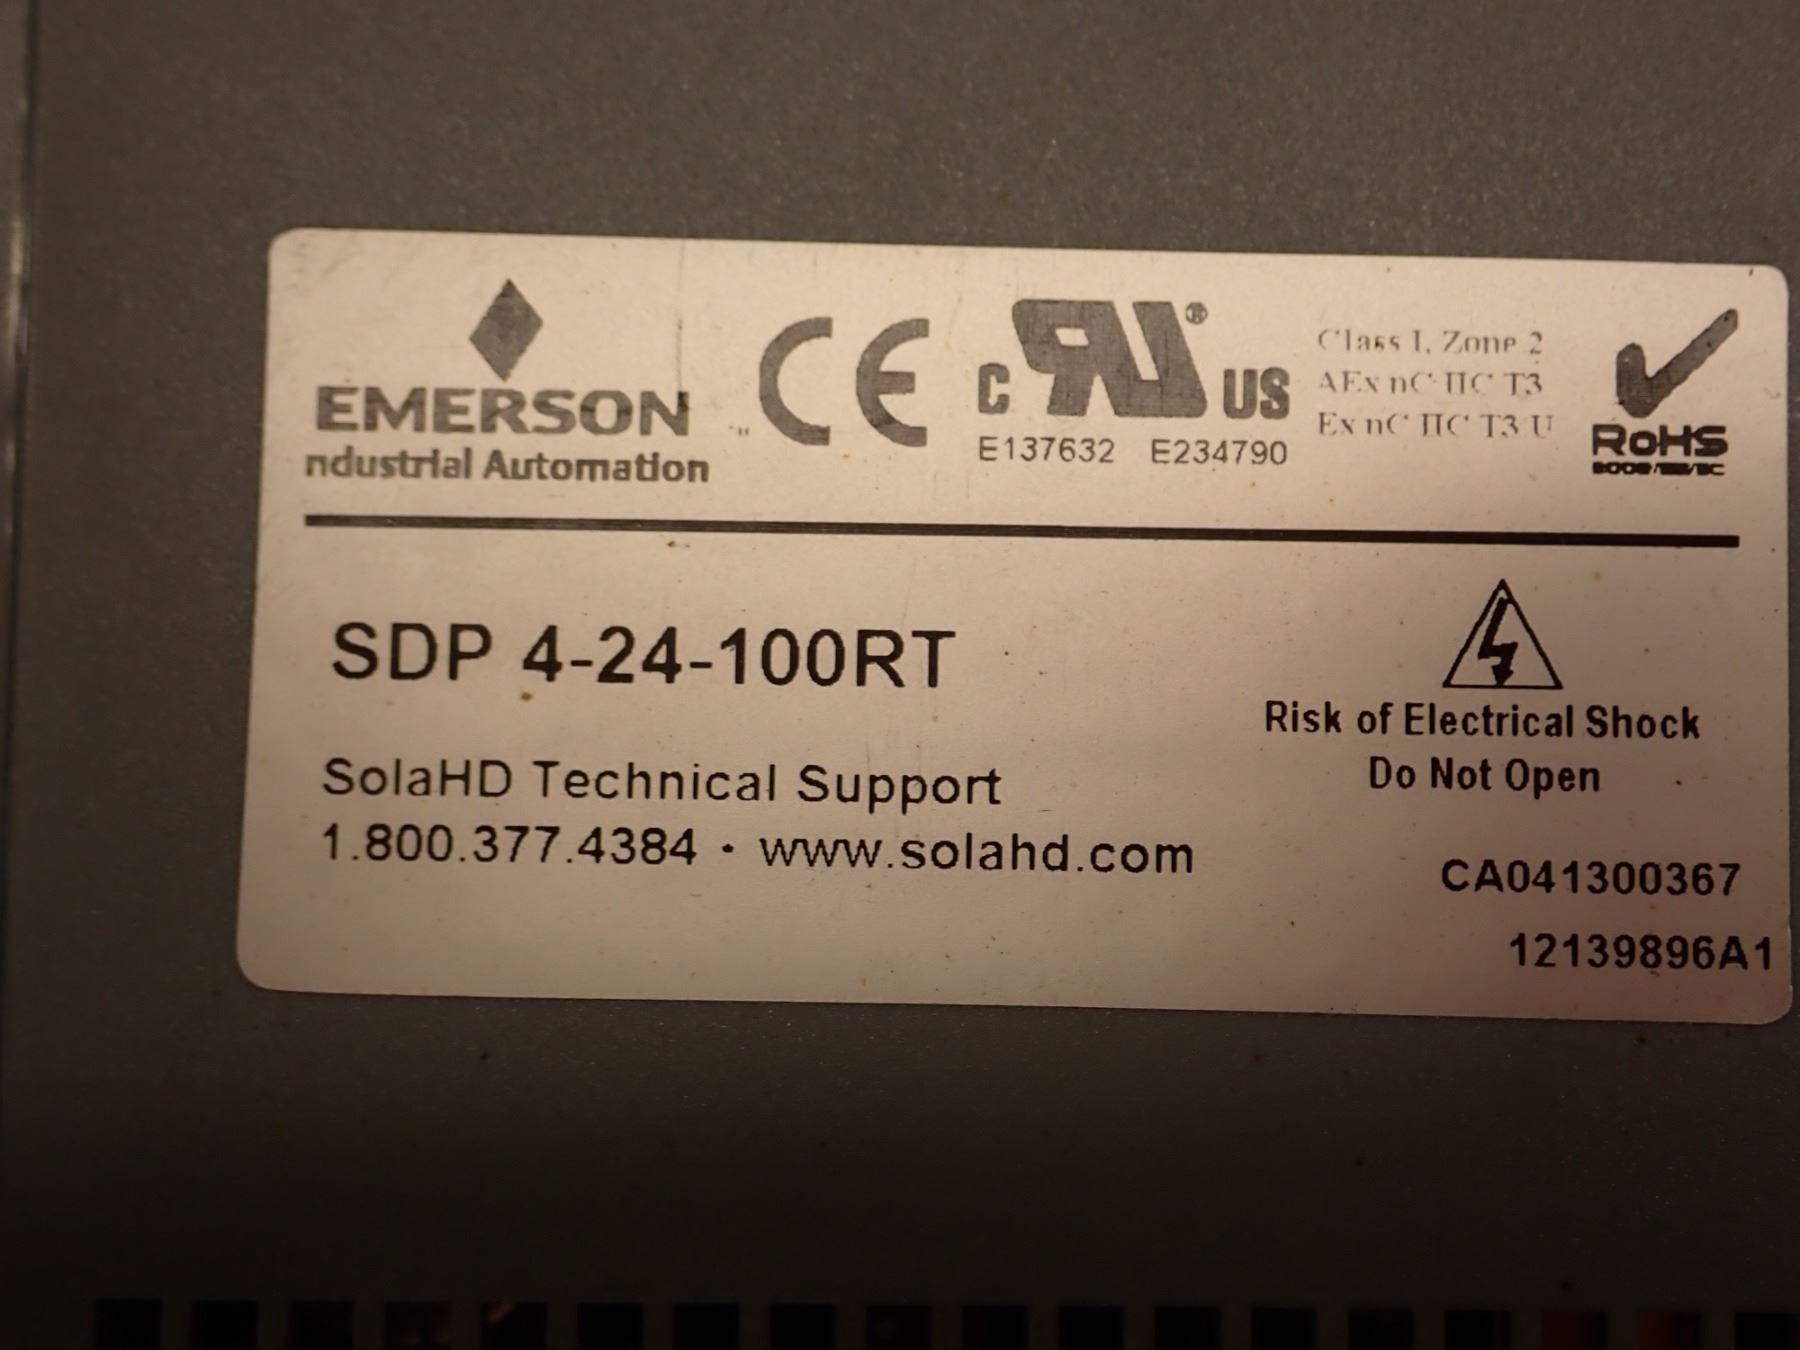 EMERSON
ndustrial Automation
CE
c RU® US
E137632 E234790
Class I, Zone 2
AEx nC IIC T3
Ex nC IIC T3 U
RoHS
SDP 4-24-100RT
SolaHD Technical Support
1.800.377.4384 · www.solahd.com
Risk of Electrical Shock
Do Not Open
CA041300367
12139896A1